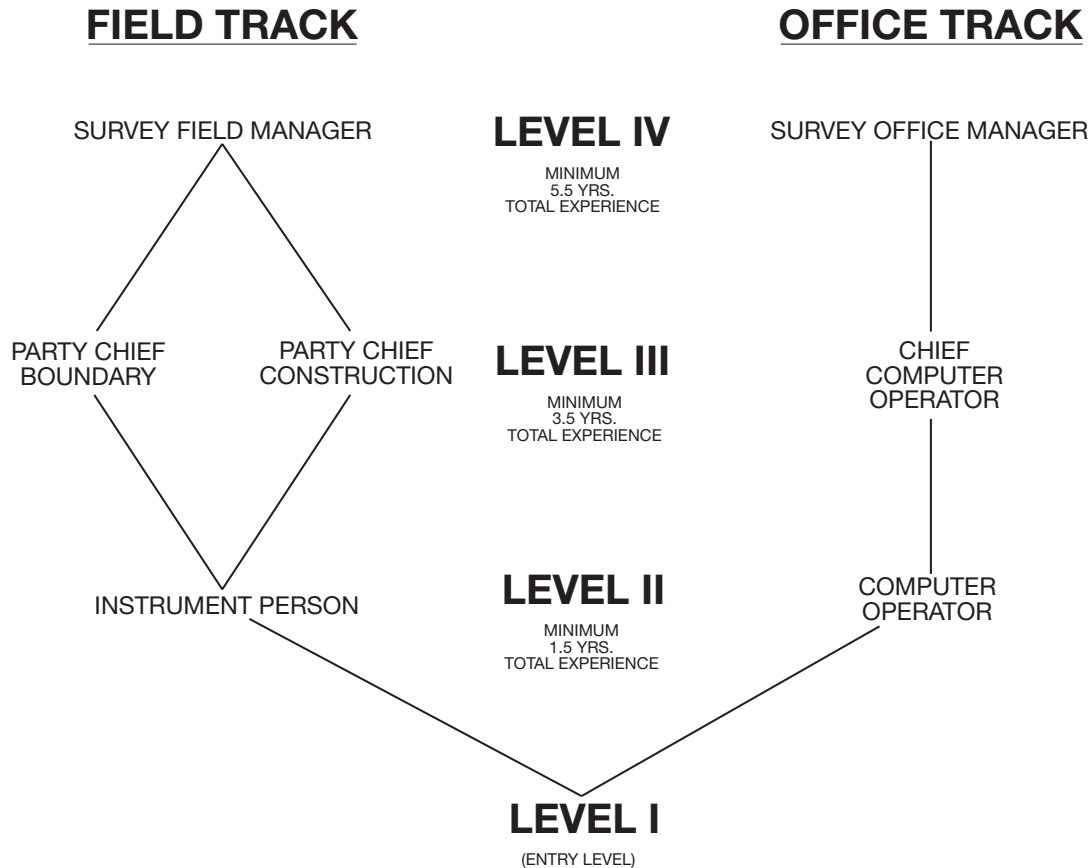 FIELD TRACK
OFFICE TRACK
SURVEY FIELD MANAGER
LEVEL IV
MINIMUM
5.5 YRS.
TOTAL EXPERIENCE
SURVEY OFFICE MANAGER
PARTY CHIEF
BOUNDARY
PARTY CHIEF
CONSTRUCTION
LEVEL III
MINIMUM
3.5 YRS.
TOTAL EXPERIENCE
CHIEF
COMPUTER
OPERATOR
INSTRUMENT PERSON
LEVEL II
MINIMUM
1.5 YRS.
TOTAL EXPERIENCE
COMPUTER
OPERATOR
LEVEL I
(ENTRY LEVEL)